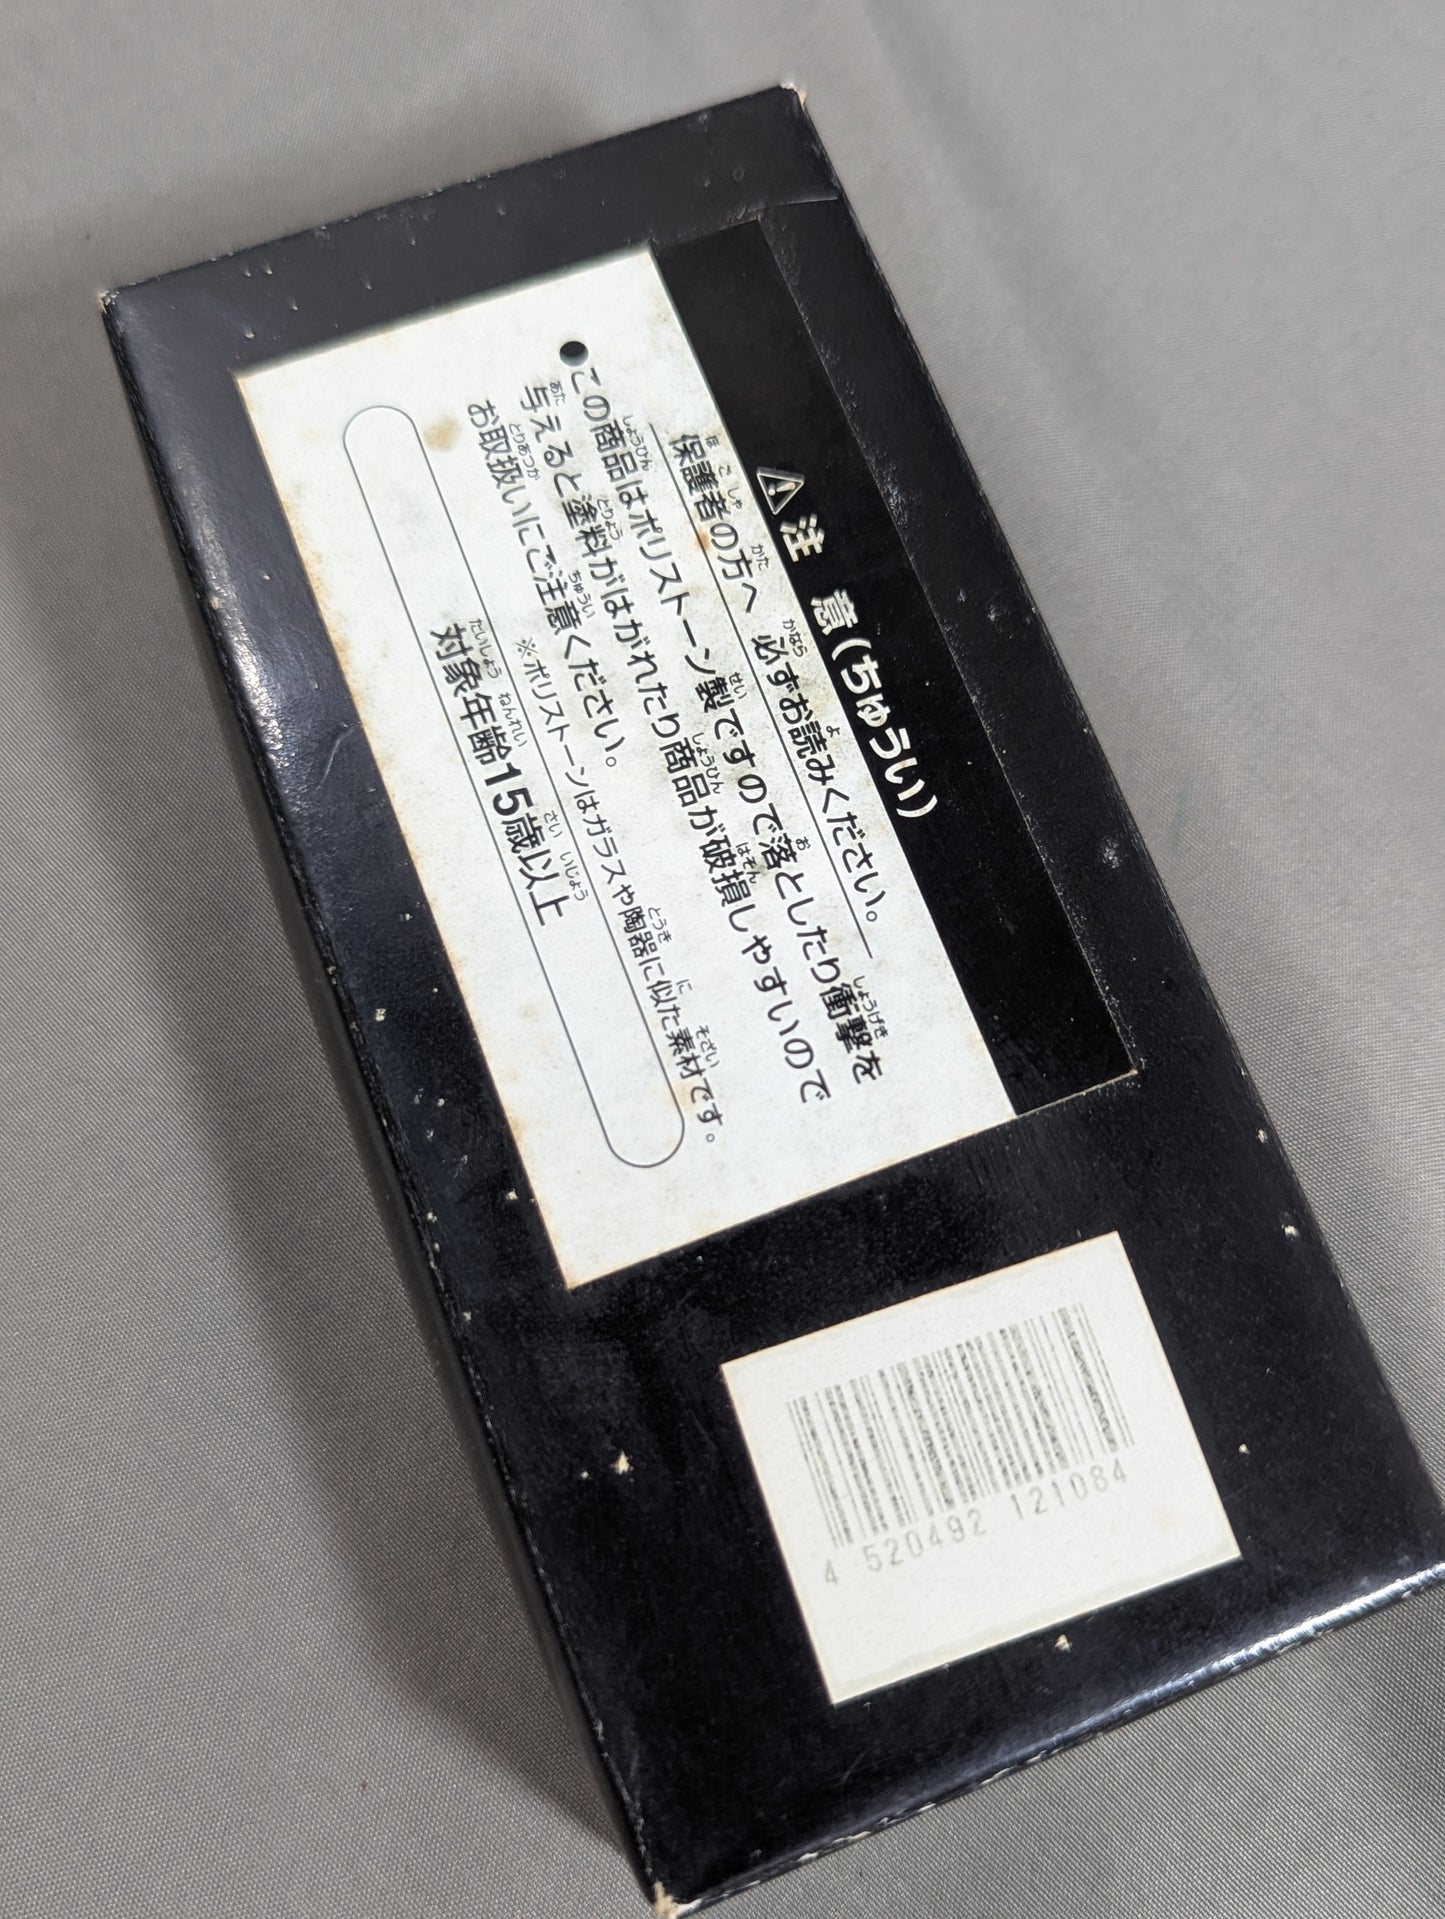 ⚠注 意(ちゅうい)
保護者の方へ 必ずお読みください。
●この商品はポリストーン製ですので落としたり衝撃を
与えると塗料がはがれたり商品が破損しやすいので
お取扱いにご注意ください。
※ポリストーンはガラスや陶器に似た素材です。
対象年齢15歳以上
4 520492 121084